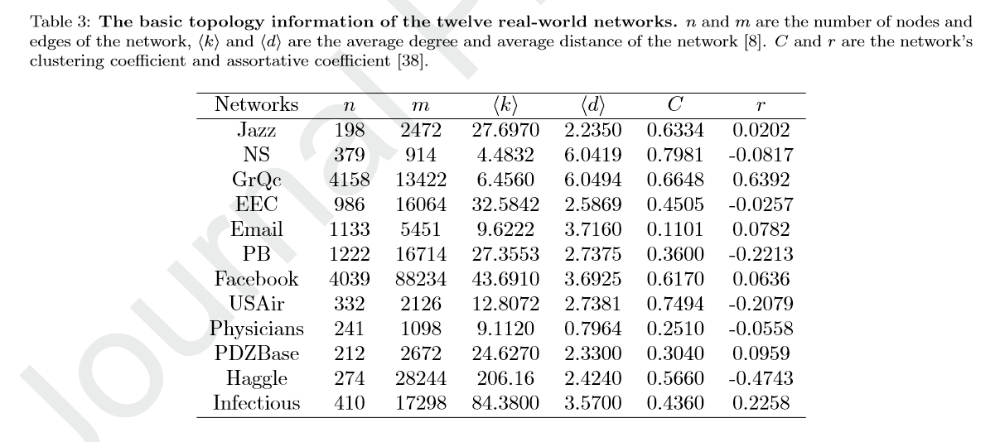 Table 3: The basic topology information of the twelve real-world networks. n and m are the number of nodes and
edges of the network, ⟨k⟩ and ⟨d⟩ are the average degree and average distance of the network [8]. C and r are the network's
clustering coefficient and assortative coefficient [38].
Networks n m ⟨k⟩ ⟨d⟩ C r
Jazz 198 2472 27.6970 2.2350 0.6334 0.0202
NS 379 914 4.4832 6.0419 0.7981 -0.0817
GrQc 4158 13422 6.4560 6.0494 0.6648 0.6392
EEC 986 16064 32.5842 2.5869 0.4505 -0.0257
Email 1133 5451 9.6222 3.7160 0.1101 0.0782
PB 1222 16714 27.3553 2.7375 0.3600 -0.2213
Facebook 4039 88234 43.6910 3.6925 0.6170 0.0636
USAir 332 2126 12.8072 2.7381 0.7494 -0.2079
Physicians 241 1098 9.1120 0.7964 0.2510 -0.0558
PDZBase 212 2672 24.6270 2.3300 0.3040 0.0959
Haggle 274 28244 206.16 2.4240 0.5660 -0.4743
Infectious 410 17298 84.3800 3.5700 0.4360 0.2258
Journal